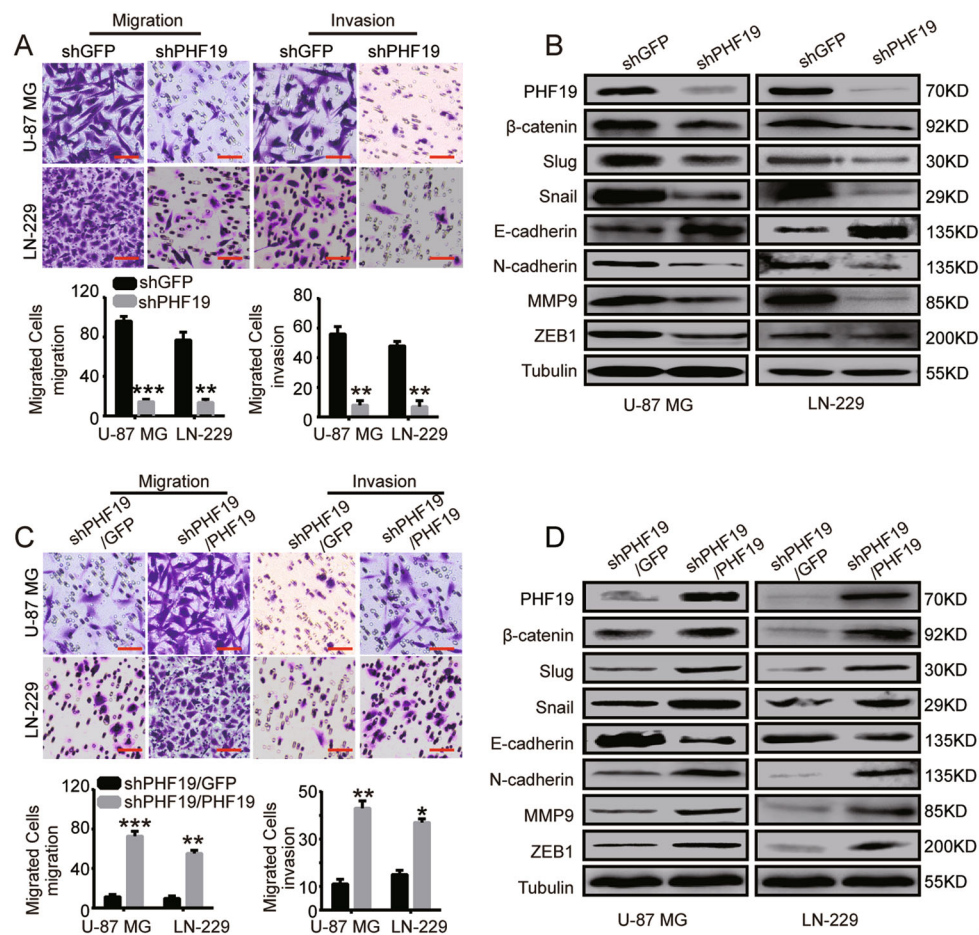 A
Migration
Invasion
shGFP shPHF19 shGFP shPHF19
U-87 MG
LN-229
shGFP
shPHF19
Migrated Cells
migration
120
80
40
0
***
**
U-87 MG LN-229
Migrated Cells
invasion
80
60
40
20
0
**
**
U-87 MG LN-229
B
shGFP shPHF19 shGFP shPHF19
PHF19 70KD
β-catenin 92KD
Slug 30KD
Snail 29KD
E-cadherin 135KD
N-cadherin 135KD
MMP9 85KD
ZEB1 200KD
Tubulin 55KD
U-87 MG LN-229
C
Migration
Invasion
shPHF19
/GFP
shPHF19
/PHF19
shPHF19
/GFP
shPHF19
/PHF19
U-87 MG
LN-229
shPHF19/GFP
shPHF19/PHF19
Migrated Cells
migration
120
80
40
0
***
**
U-87 MG LN-229
Migrated Cells
invasion
50
30
10
0
**
*
U-87 MG LN-229
D
shPHF19
/GFP
shPHF19
/PHF19
shPHF19
/GFP
shPHF19
/PHF19
PHF19 70KD
β-catenin 92KD
Slug 30KD
Snail 29KD
E-cadherin 135KD
N-cadherin 135KD
MMP9 85KD
ZEB1 200KD
Tubulin 55KD
U-87 MG LN-229